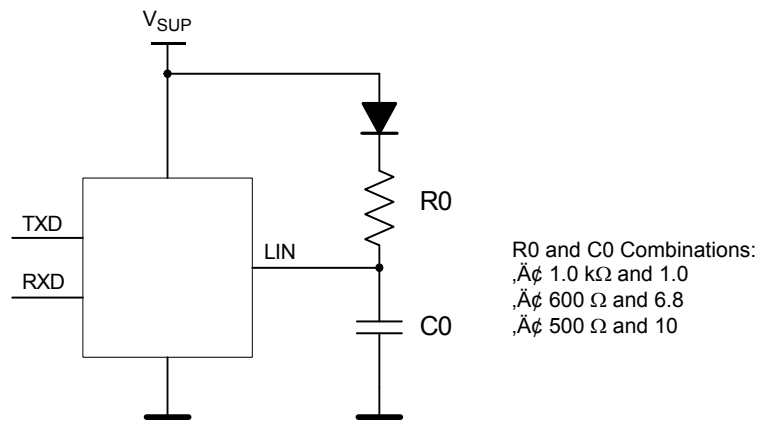 VSUP
TXD
RXD
LIN
R0
C0
R0 and C0 Combinations:
‚Ä¢ 1.0 kΩ and 1.0
‚Ä¢ 600 Ω and 6.8
‚Ä¢ 500 Ω and 10